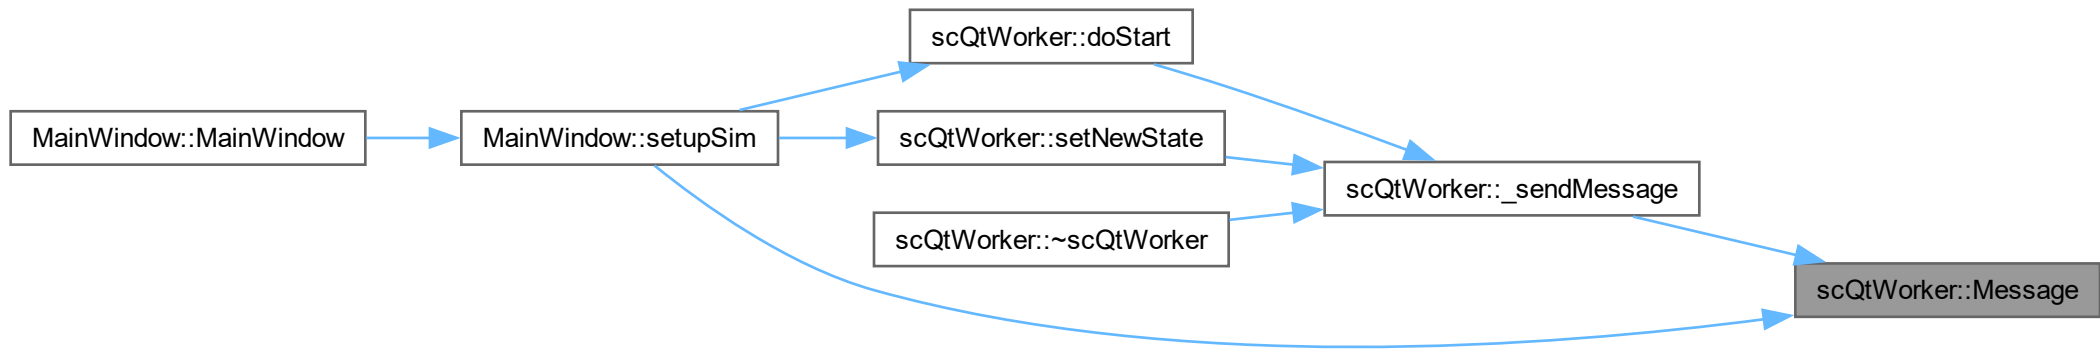 scQtWorker::doStart
MainWindow::MainWindow
MainWindow::setupSim
scQtWorker::setNewState
scQtWorker::_sendMessage
scQtWorker::~scQtWorker
scQtWorker::Message